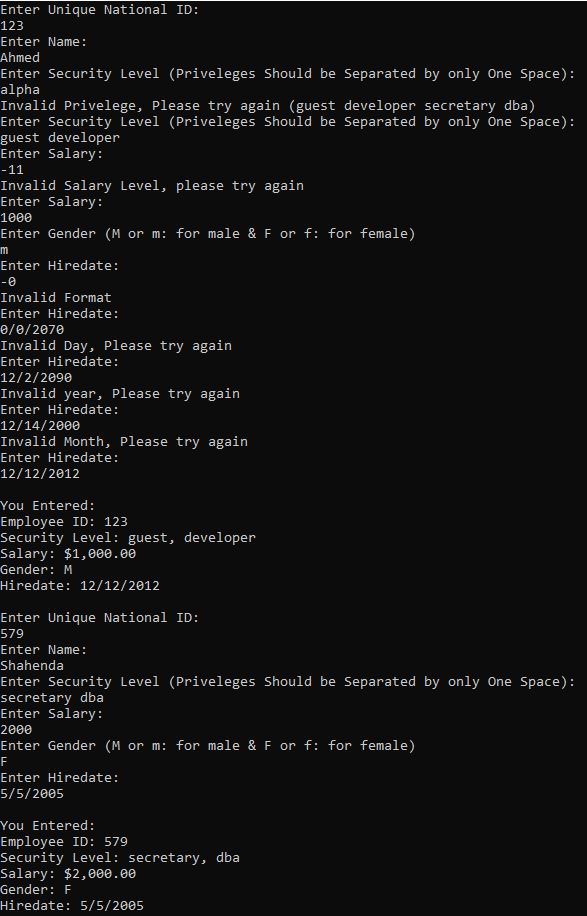 Enter Unique National ID:
123
Enter Name:
Ahmed
Enter Security Level (Priveleges Should be Separated by only One Space):
alpha
Invalid Privelege, Please try again (guest developer secretary dba)
Enter Security Level (Priveleges Should be Separated by only One Space):
guest developer
Enter Salary:
-11
Invalid Salary Level, please try again
Enter Salary:
1000
Enter Gender (M or m: for male & F or f: for female)
m
Enter Hiredate:
-0
Invalid Format
Enter Hiredate:
0/0/2070
Invalid Day, Please try again
Enter Hiredate:
12/2/2090
Invalid year, Please try again
Enter Hiredate:
12/14/2000
Invalid Month, Please try again
Enter Hiredate:
12/12/2012
You Entered:
Employee ID: 123
Security Level: guest, developer
Salary: $1,000.00
Gender: M
Hiredate: 12/12/2012
Enter Unique National ID:
579
Enter Name:
Shahenda
Enter Security Level (Priveleges Should be Separated by only One Space):
secretary dba
Enter Salary:
2000
Enter Gender (M or m: for male & F or f: for female)
F
Enter Hiredate:
5/5/2005
You Entered:
Employee ID: 579
Security Level: secretary, dba
Salary: $2,000.00
Gender: F
Hiredate: 5/5/2005